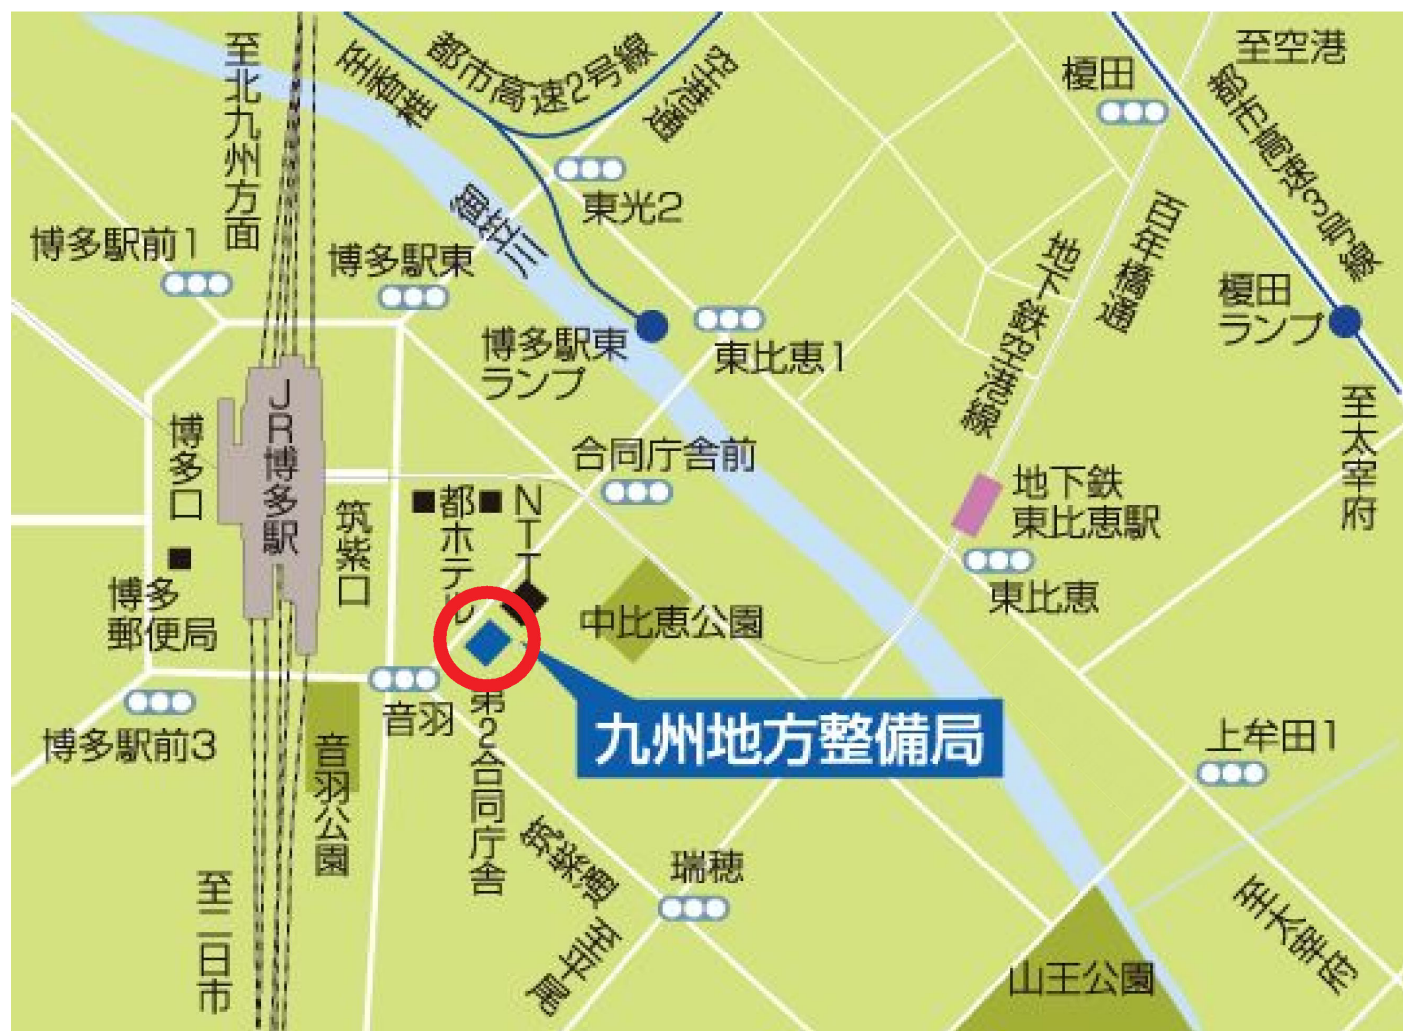 至北九州方面
至香椎
都市高速2号線
空港通
榎田
至空港
都市高速3号線
東光2
御笠川
百年橋通
地下鉄空港線
博多駅前1
博多駅東
博多駅東
ランプ
東比恵1
榎田
ランプ
至太宰府
JR博多駅
博多口
筑紫口
都ホテル
NTT
合同庁舎前
地下鉄
東比恵駅
東比恵
博多
郵便局
中比恵公園
音羽
第2合同庁舎
九州地方整備局
博多駅前3
音羽公園
上牟田1
筑紫通
瑞穂
至井尻
至二日市
山王公園
至太宰府